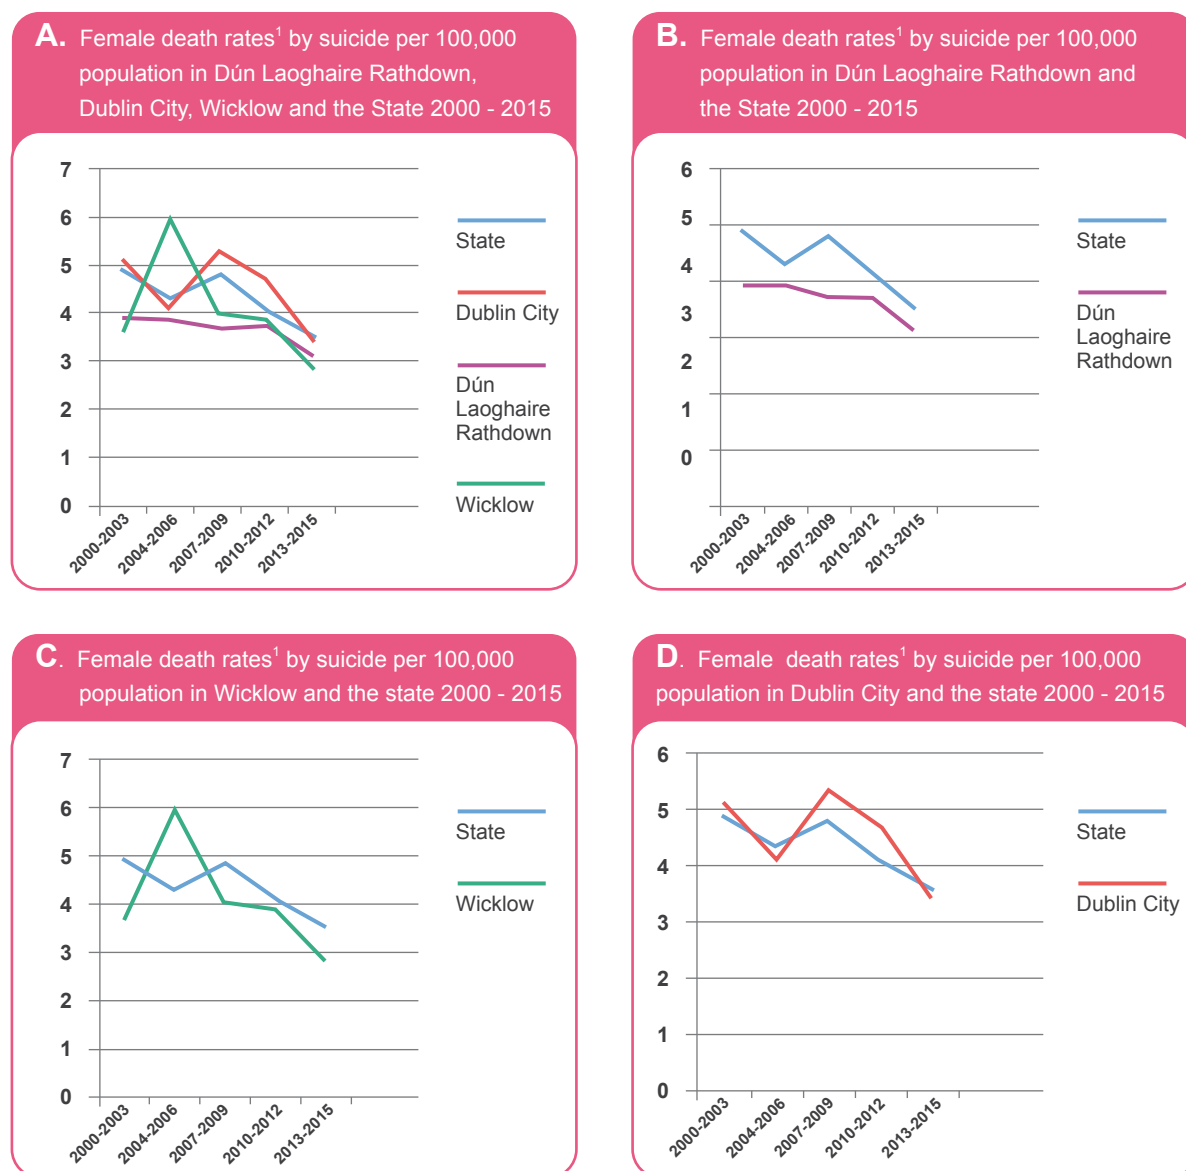 A. Female death rates1 by suicide per 100,000
population in Dún Laoghaire Rathdown,
Dublin City, Wicklow and the State 2000 - 2015
7
6
5
4
3
2
1
0
2000-2003
2004-2006
2007-2009
2010-2012
2013-2015
State
Dublin City
Dún
Laoghaire
Rathdown
Wicklow
B. Female death rates1 by suicide per 100,000
population in Dún Laoghaire Rathdown and
the State 2000 - 2015
6
5
4
3
2
1
0
2000-2003
2004-2006
2007-2009
2010-2012
2013-2015
State
Dún
Laoghaire
Rathdown
C. Female death rates1 by suicide per 100,000
population in Wicklow and the state 2000 - 2015
7
6
5
4
3
2
1
0
2000-2003
2004-2006
2007-2009
2010-2012
2013-2015
State
Wicklow
D. Female death rates1 by suicide per 100,000
population in Dublin City and the state 2000 - 2015
6
5
4
3
2
1
0
2000-2003
2004-2006
2007-2009
2010-2012
2013-2015
State
Dublin City